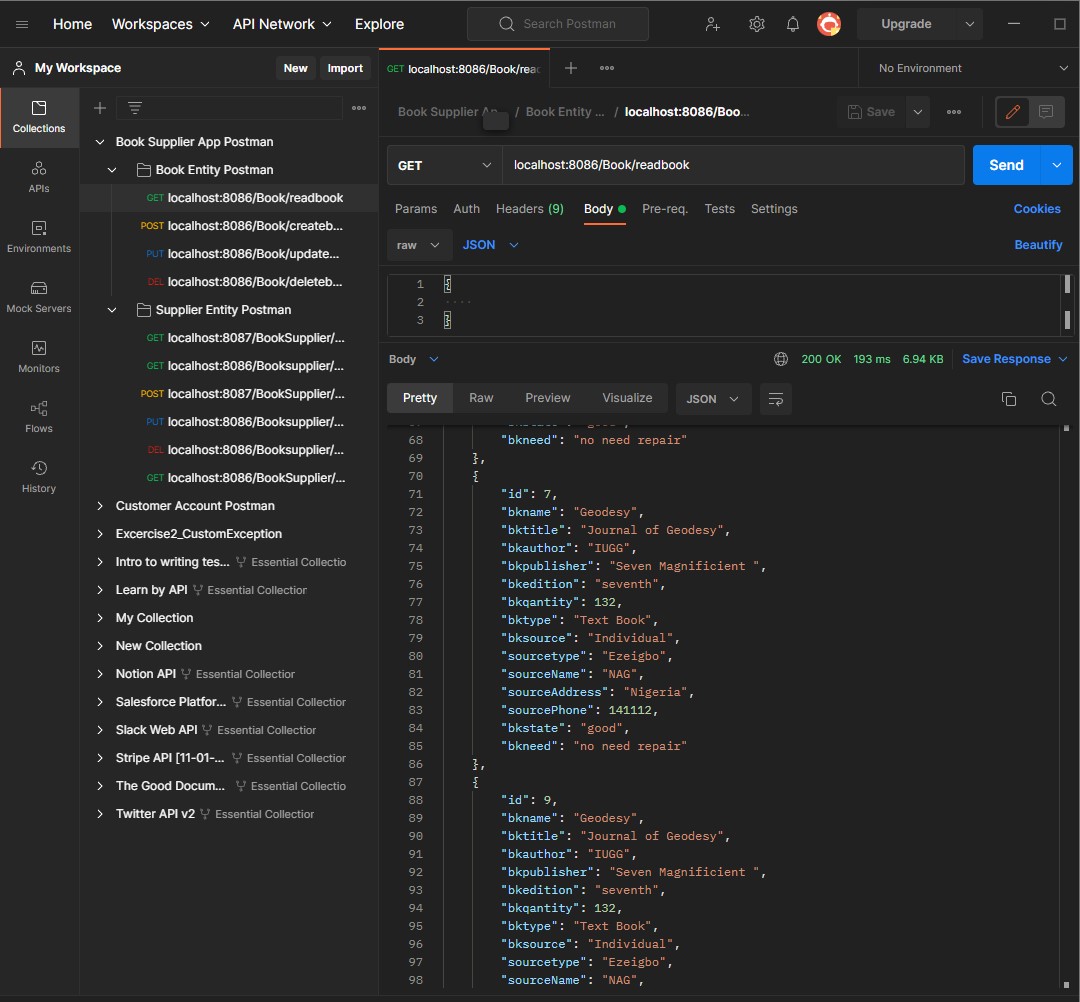 Home Workspaces API Network Explore Search Postman Upgrade
My Workspace New Import GET localhost:8086/Book/rea No Environment
Collections
APIs
Environments
Mock Servers
Monitors
Flows
History
Book Supplier App Postman
Book Entity Postman
GET localhost:8086/Book/readbook
POST localhost:8086/Book/createb...
PUT localhost:8086/Book/update...
DEL localhost:8086/Book/deleteb...
Supplier Entity Postman
GET localhost:8087/BookSupplier/...
GET localhost:8086/Booksupplier/...
POST localhost:8087/BookSupplier/...
PUT localhost:8086/Booksupplier/...
DEL localhost:8086/Booksupplier/...
GET localhost:8086/BookSupplier/...
Customer Account Postman
Excercise2_CustomException
Intro to writing tes... Essential Collectio
Learn by API Essential Collection
My Collection
New Collection
Notion API Essential Collection
Salesforce Platfor... Essential Collection
Slack Web API Essential Collection
Stripe API [11-01-... Essential Collection
The Good Docum... Essential Collectio
Twitter API v2 Essential Collection
Book Supplier Ap / Book Entity ... / localhost:8086/Boo... Save
GET localhost:8086/Book/readbook Send
Params Auth Headers (9) Body Pre-req. Tests Settings Cookies
raw JSON Beautify
1 {
2 ....
3 }
Body 200 OK 193 ms 6.94 KB Save Response
Pretty Raw Preview Visualize JSON
68 "bkneed": "no need repair"
69 },
70 {
71 "id": 7,
72 "bkname": "Geodesy",
73 "bktitle": "Journal of Geodesy",
74 "bkauthor": "IUGG",
75 "bkpublisher": "Seven Magnificient ",
76 "bkedition": "seventh",
77 "bkqantity": 132,
78 "bktype": "Text Book",
79 "bksource": "Individual",
80 "sourcetype": "Ezeigbo",
81 "sourceName": "NAG",
82 "sourceAddress": "Nigeria",
83 "sourcePhone": 141112,
84 "bkstate": "good",
85 "bkneed": "no need repair"
86 },
87 {
88 "id": 9,
89 "bkname": "Geodesy",
90 "bktitle": "Journal of Geodesy",
91 "bkauthor": "IUGG",
92 "bkpublisher": "Seven Magnificient ",
93 "bkedition": "seventh",
94 "bkqantity": 132,
95 "bktype": "Text Book",
96 "bksource": "Individual",
97 "sourcetype": "Ezeigbo",
98 "sourceName": "NAG",